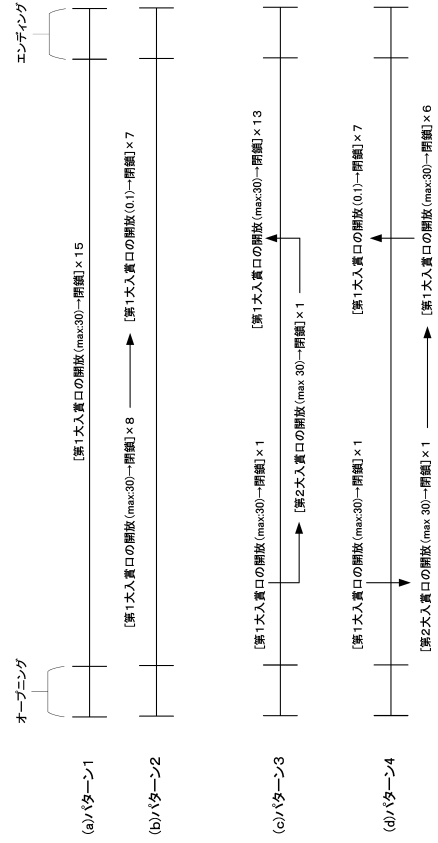 オープニング
エンディング
(a)パターン1
[第1大入賞口の開放(max:30)→閉鎖]×15
(b)パターン2
[第1大入賞口の開放(max:30)→閉鎖]×8
[第1大入賞口の開放(0.1)→閉鎖]×7
(c)パターン3
[第1大入賞口の開放(max:30)→閉鎖]×1
[第1大入賞口の開放(max:30)→閉鎖]×13
[第2大入賞口の開放(max 30)→閉鎖]×1
(d)パターン4
[第1大入賞口の開放(max:30)→閉鎖]×1
[第1大入賞口の開放(0.1)→閉鎖]×7
[第2大入賞口の開放(max 30)→閉鎖]×1
[第1大入賞口の開放(max:30)→閉鎖]×6